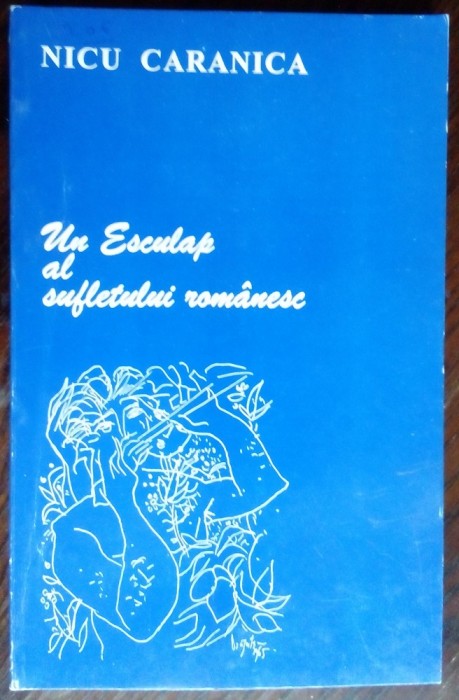 NICU CARANICA
Un Esculap
al
sufletului românesc